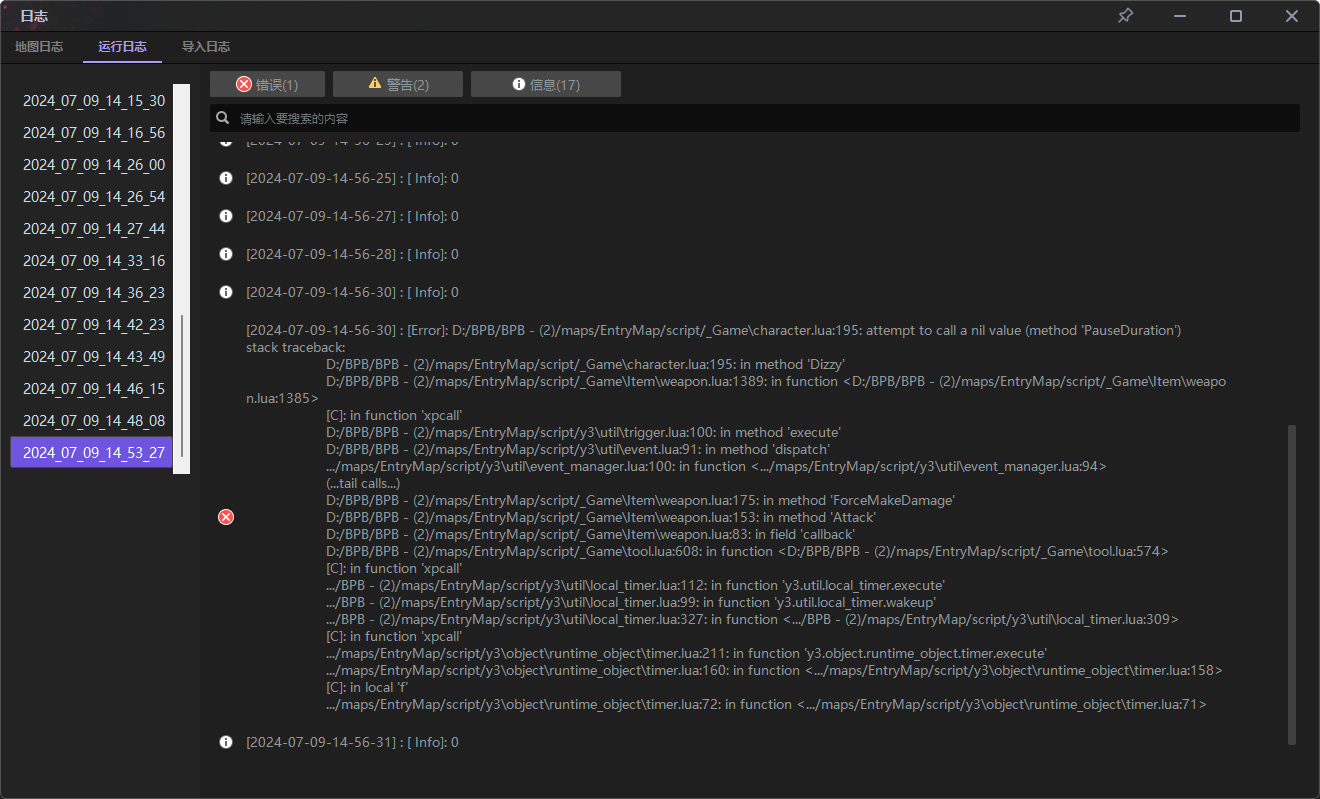 日志
地图日志
运行日志
导入日志
2024_07_09_14_15_30
2024_07_09_14_16_56
2024_07_09_14_26_00
2024_07_09_14_26_54
2024_07_09_14_27_44
2024_07_09_14_33_16
2024_07_09_14_36_23
2024_07_09_14_42_23
2024_07_09_14_43_49
2024_07_09_14_46_15
2024_07_09_14_48_08
2024_07_09_14_53_27
错误(1)
警告(2)
信息(17)
请输入要搜索的内容
[2024-07-09-14-56-25] : [ Info]: 0
[2024-07-09-14-56-27] : [ Info]: 0
[2024-07-09-14-56-28] : [ Info]: 0
[2024-07-09-14-56-30] : [ Info]: 0
[2024-07-09-14-56-30] : [Error]: D:/BPB/BPB - (2)/maps/EntryMap/script/_Game\character.lua:195: attempt to call a nil value (method 'PauseDuration')
stack traceback:
D:/BPB/BPB - (2)/maps/EntryMap/script/_Game\character.lua:195: in method 'Dizzy'
D:/BPB/BPB - (2)/maps/EntryMap/script/_Game\Item\weapon.lua:1389: in function <D:/BPB/BPB - (2)/maps/EntryMap/script/_Game\Item\weapo
n.lua:1385>
[C]: in function 'xpcall'
D:/BPB/BPB - (2)/maps/EntryMap/script/y3\util\trigger.lua:100: in method 'execute'
D:/BPB/BPB - (2)/maps/EntryMap/script/y3\util\event.lua:91: in method 'dispatch'
.../maps/EntryMap/script/y3\util\event_manager.lua:100: in function <.../maps/EntryMap/script/y3\util\event_manager.lua:94>
(...tail calls...)
D:/BPB/BPB - (2)/maps/EntryMap/script/_Game\Item\weapon.lua:175: in method 'ForceMakeDamage'
D:/BPB/BPB - (2)/maps/EntryMap/script/_Game\Item\weapon.lua:153: in method 'Attack'
D:/BPB/BPB - (2)/maps/EntryMap/script/_Game\Item\weapon.lua:83: in field 'callback'
D:/BPB/BPB - (2)/maps/EntryMap/script/_Game\tool.lua:608: in function <D:/BPB/BPB - (2)/maps/EntryMap/script/_Game\tool.lua:574>
[C]: in function 'xpcall'
.../BPB - (2)/maps/EntryMap/script/y3\util\local_timer.lua:112: in function 'y3.util.local_timer.execute'
.../BPB - (2)/maps/EntryMap/script/y3\util\local_timer.lua:99: in function 'y3.util.local_timer.wakeup'
.../BPB - (2)/maps/EntryMap/script/y3\util\local_timer.lua:327: in function <.../BPB - (2)/maps/EntryMap/script/y3\util\local_timer.lua:309>
[C]: in function 'xpcall'
.../maps/EntryMap/script/y3\object\runtime_object\timer.lua:211: in function 'y3.object.runtime_object.timer.execute'
.../maps/EntryMap/script/y3\object\runtime_object\timer.lua:160: in function <.../maps/EntryMap/script/y3\object\runtime_object\timer.lua:158>
[C]: in local 'f'
.../maps/EntryMap/script/y3\object\runtime_object\timer.lua:72: in function <.../maps/EntryMap/script/y3\object\runtime_object\timer.lua:71>
[2024-07-09-14-56-31] : [ Info]: 0